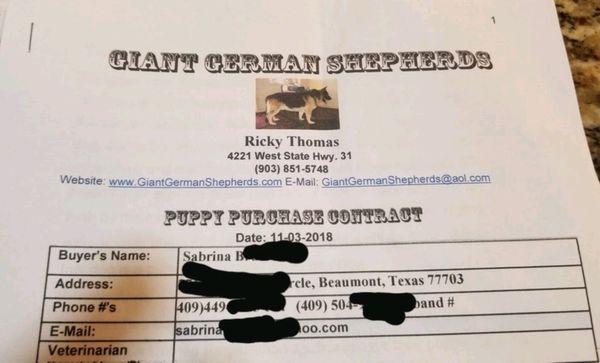 1
GIANT GERMAN SHEPHERDS
Ricky Thomas
4221 West State Hwy. 31
(903) 851-5748
Website: www.GiantGermanShepherds.com E-Mail: GiantGermanShepherds@aol.com
PUPPY PURCHASE CONTRACT
Date: 11-03-2018
Buyer's Name: Sabrina B
Address: rcle, Beaumont, Texas 77703
Phone #'s 409)449 (409) 504- band #
E-Mail: sabrina oo.com
Veterinarian